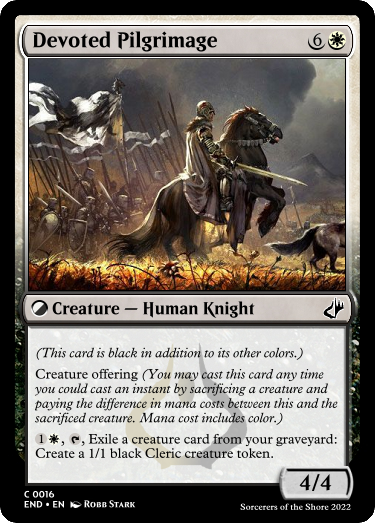 Devoted Pilgrimage 6
Creature — Human Knight
(This card is black in addition to its other colors.)
Creature offering (You may cast this card any time
you could cast an instant by sacrificing a creature and
paying the difference in mana costs between this and the
sacrificed creature. Mana cost includes color.)
1 , , Exile a creature card from your graveyard:
Create a 1/1 black Cleric creature token.
4/4
C 0016
END • EN ROBB STARK
Sorcerers of the Shore 2022